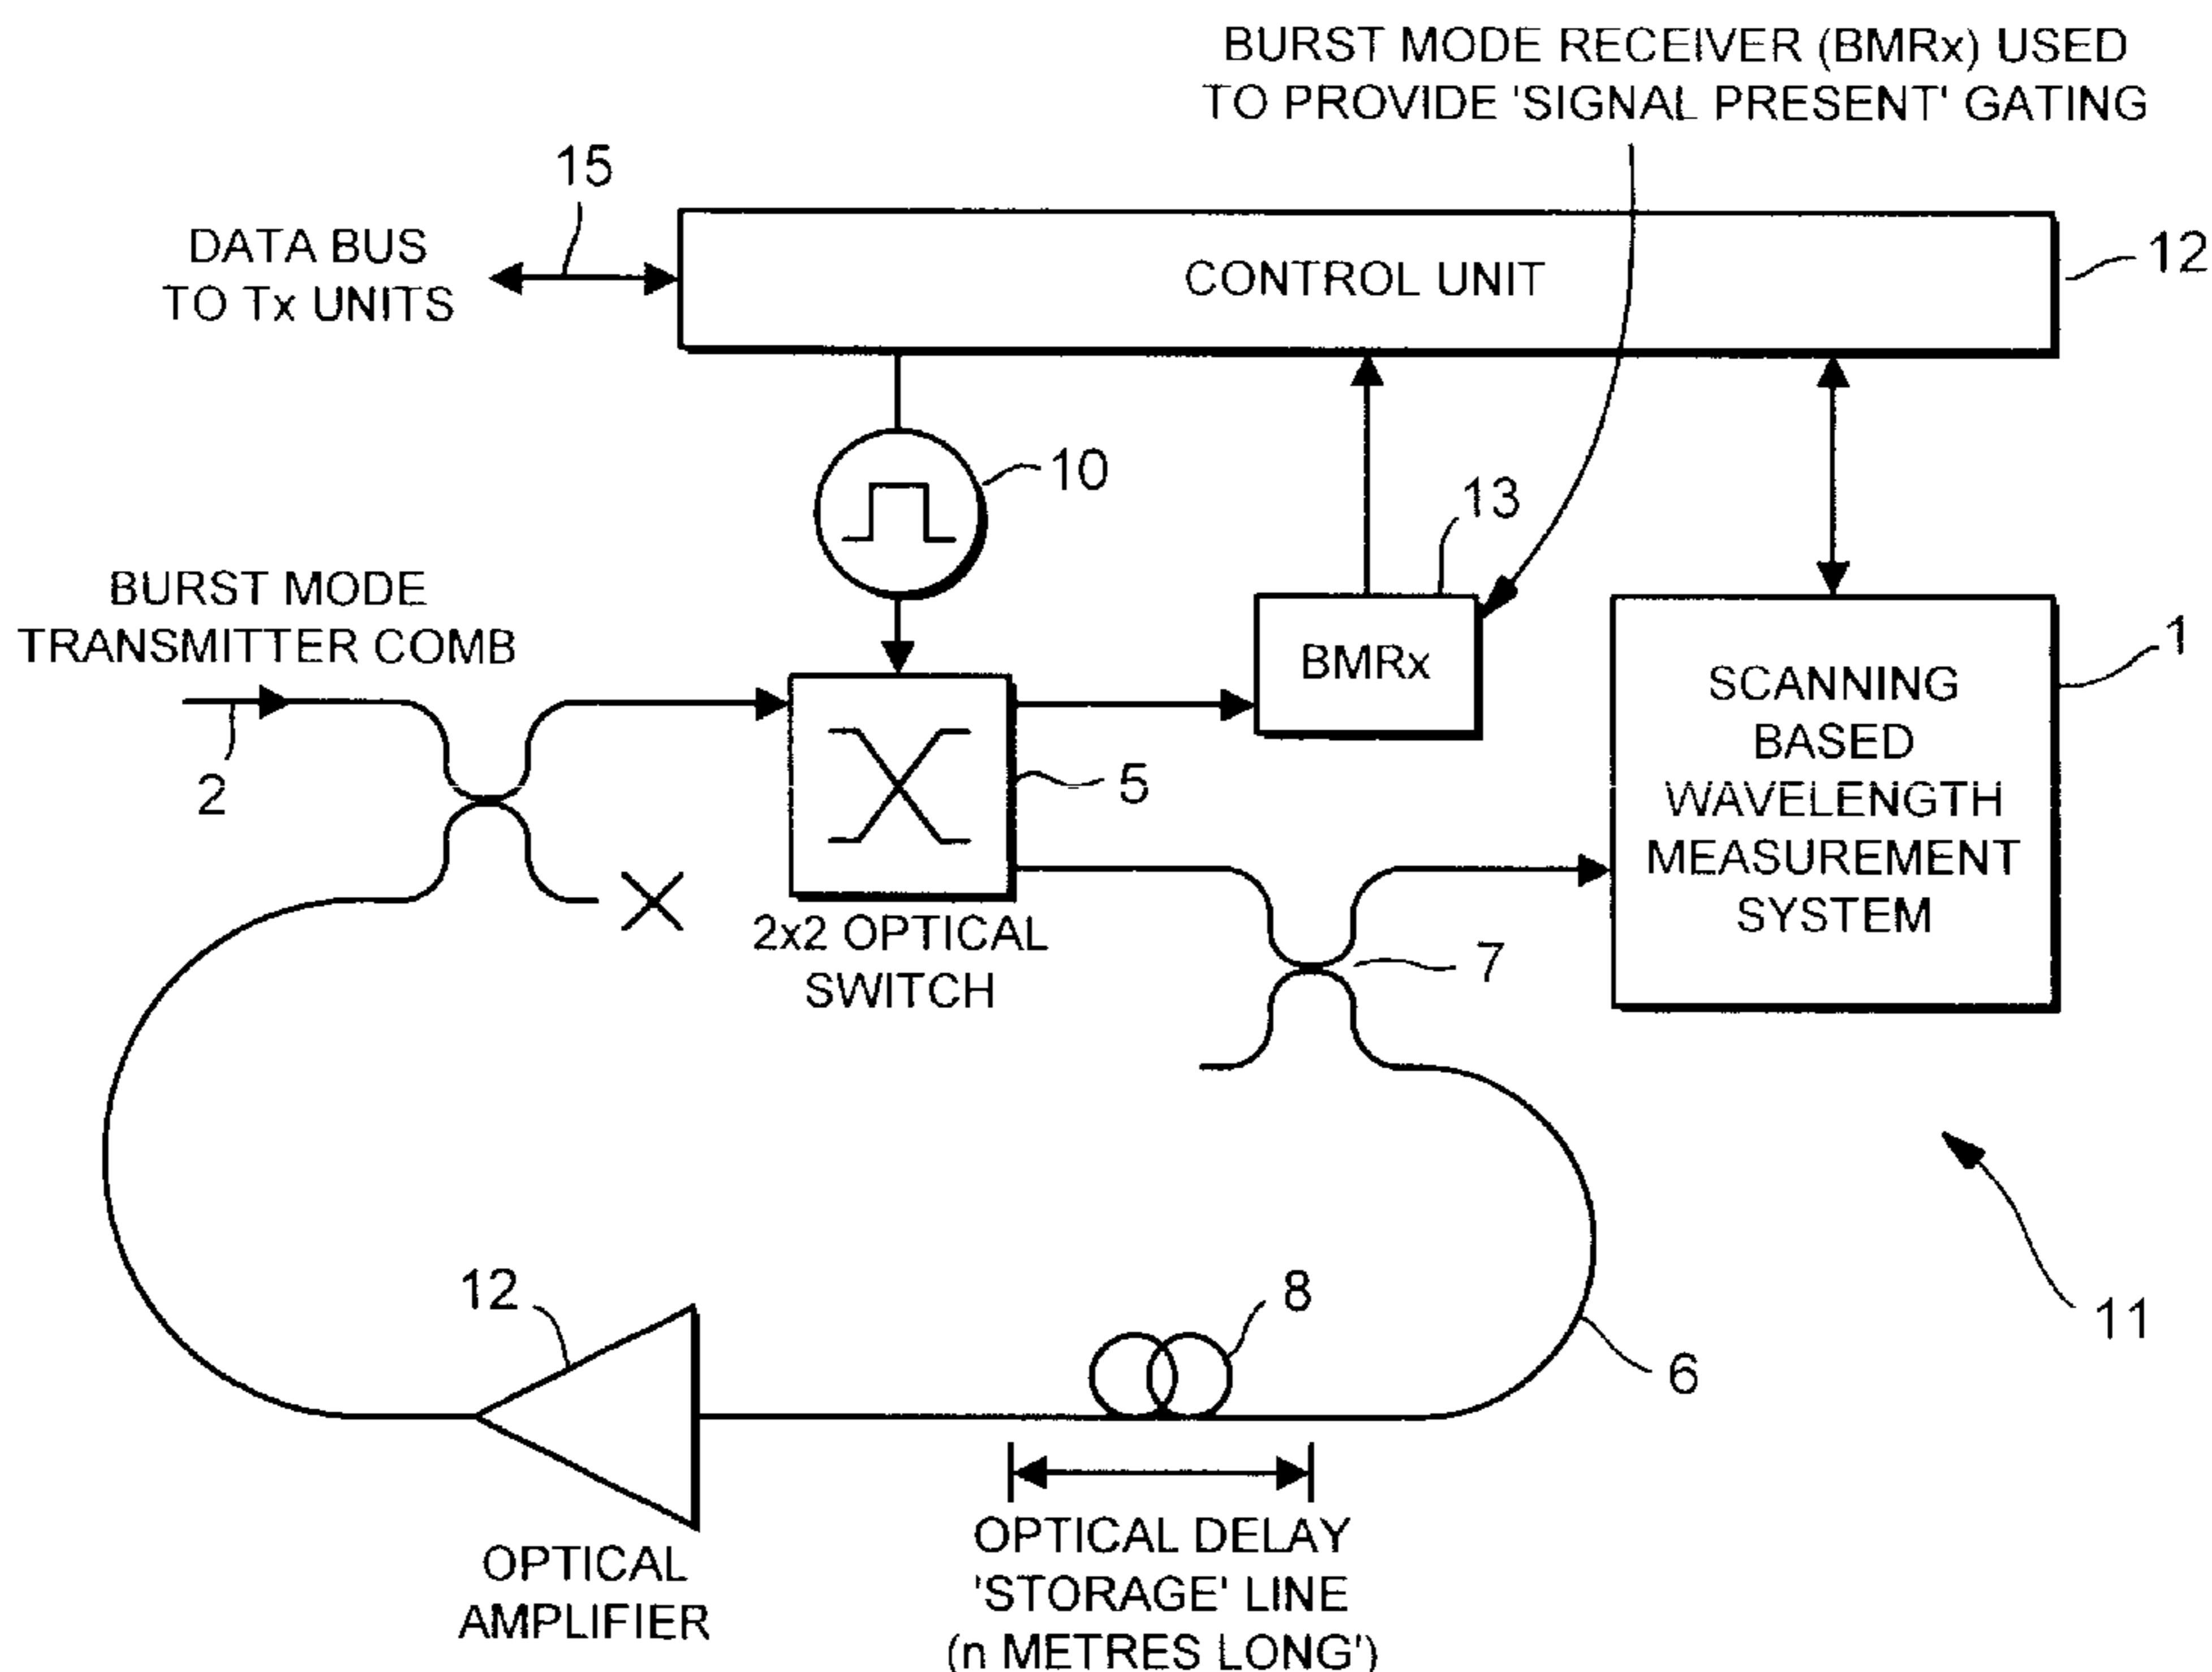 BURST MODE RECEIVER (BMRx) USED
TO PROVIDE 'SIGNAL PRESENT' GATING
15
DATA BUS
TO Tx UNITS
CONTROL UNIT
12
10
13
BURST MODE
TRANSMITTER COMB
2
BMRx
1
SCANNING
BASED
WAVELENGTH
MEASUREMENT
SYSTEM
5
2x2 OPTICAL
SWITCH
7
12
8
6
11
OPTICAL
AMPLIFIER
OPTICAL DELAY
'STORAGE' LINE
(n METRES LONG')